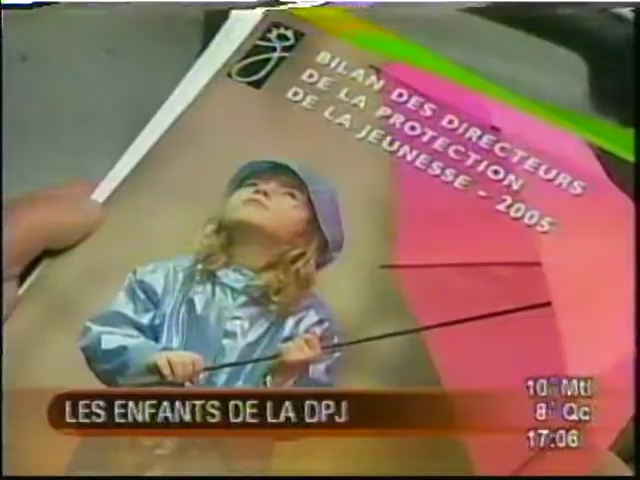 BILAN DES DIRECTEURS
DE LA PROTECTION
DE LA JEUNESSE - 2005
LES ENFANTS DE LA DPJ
10° Mtl
8° Qc
17:06